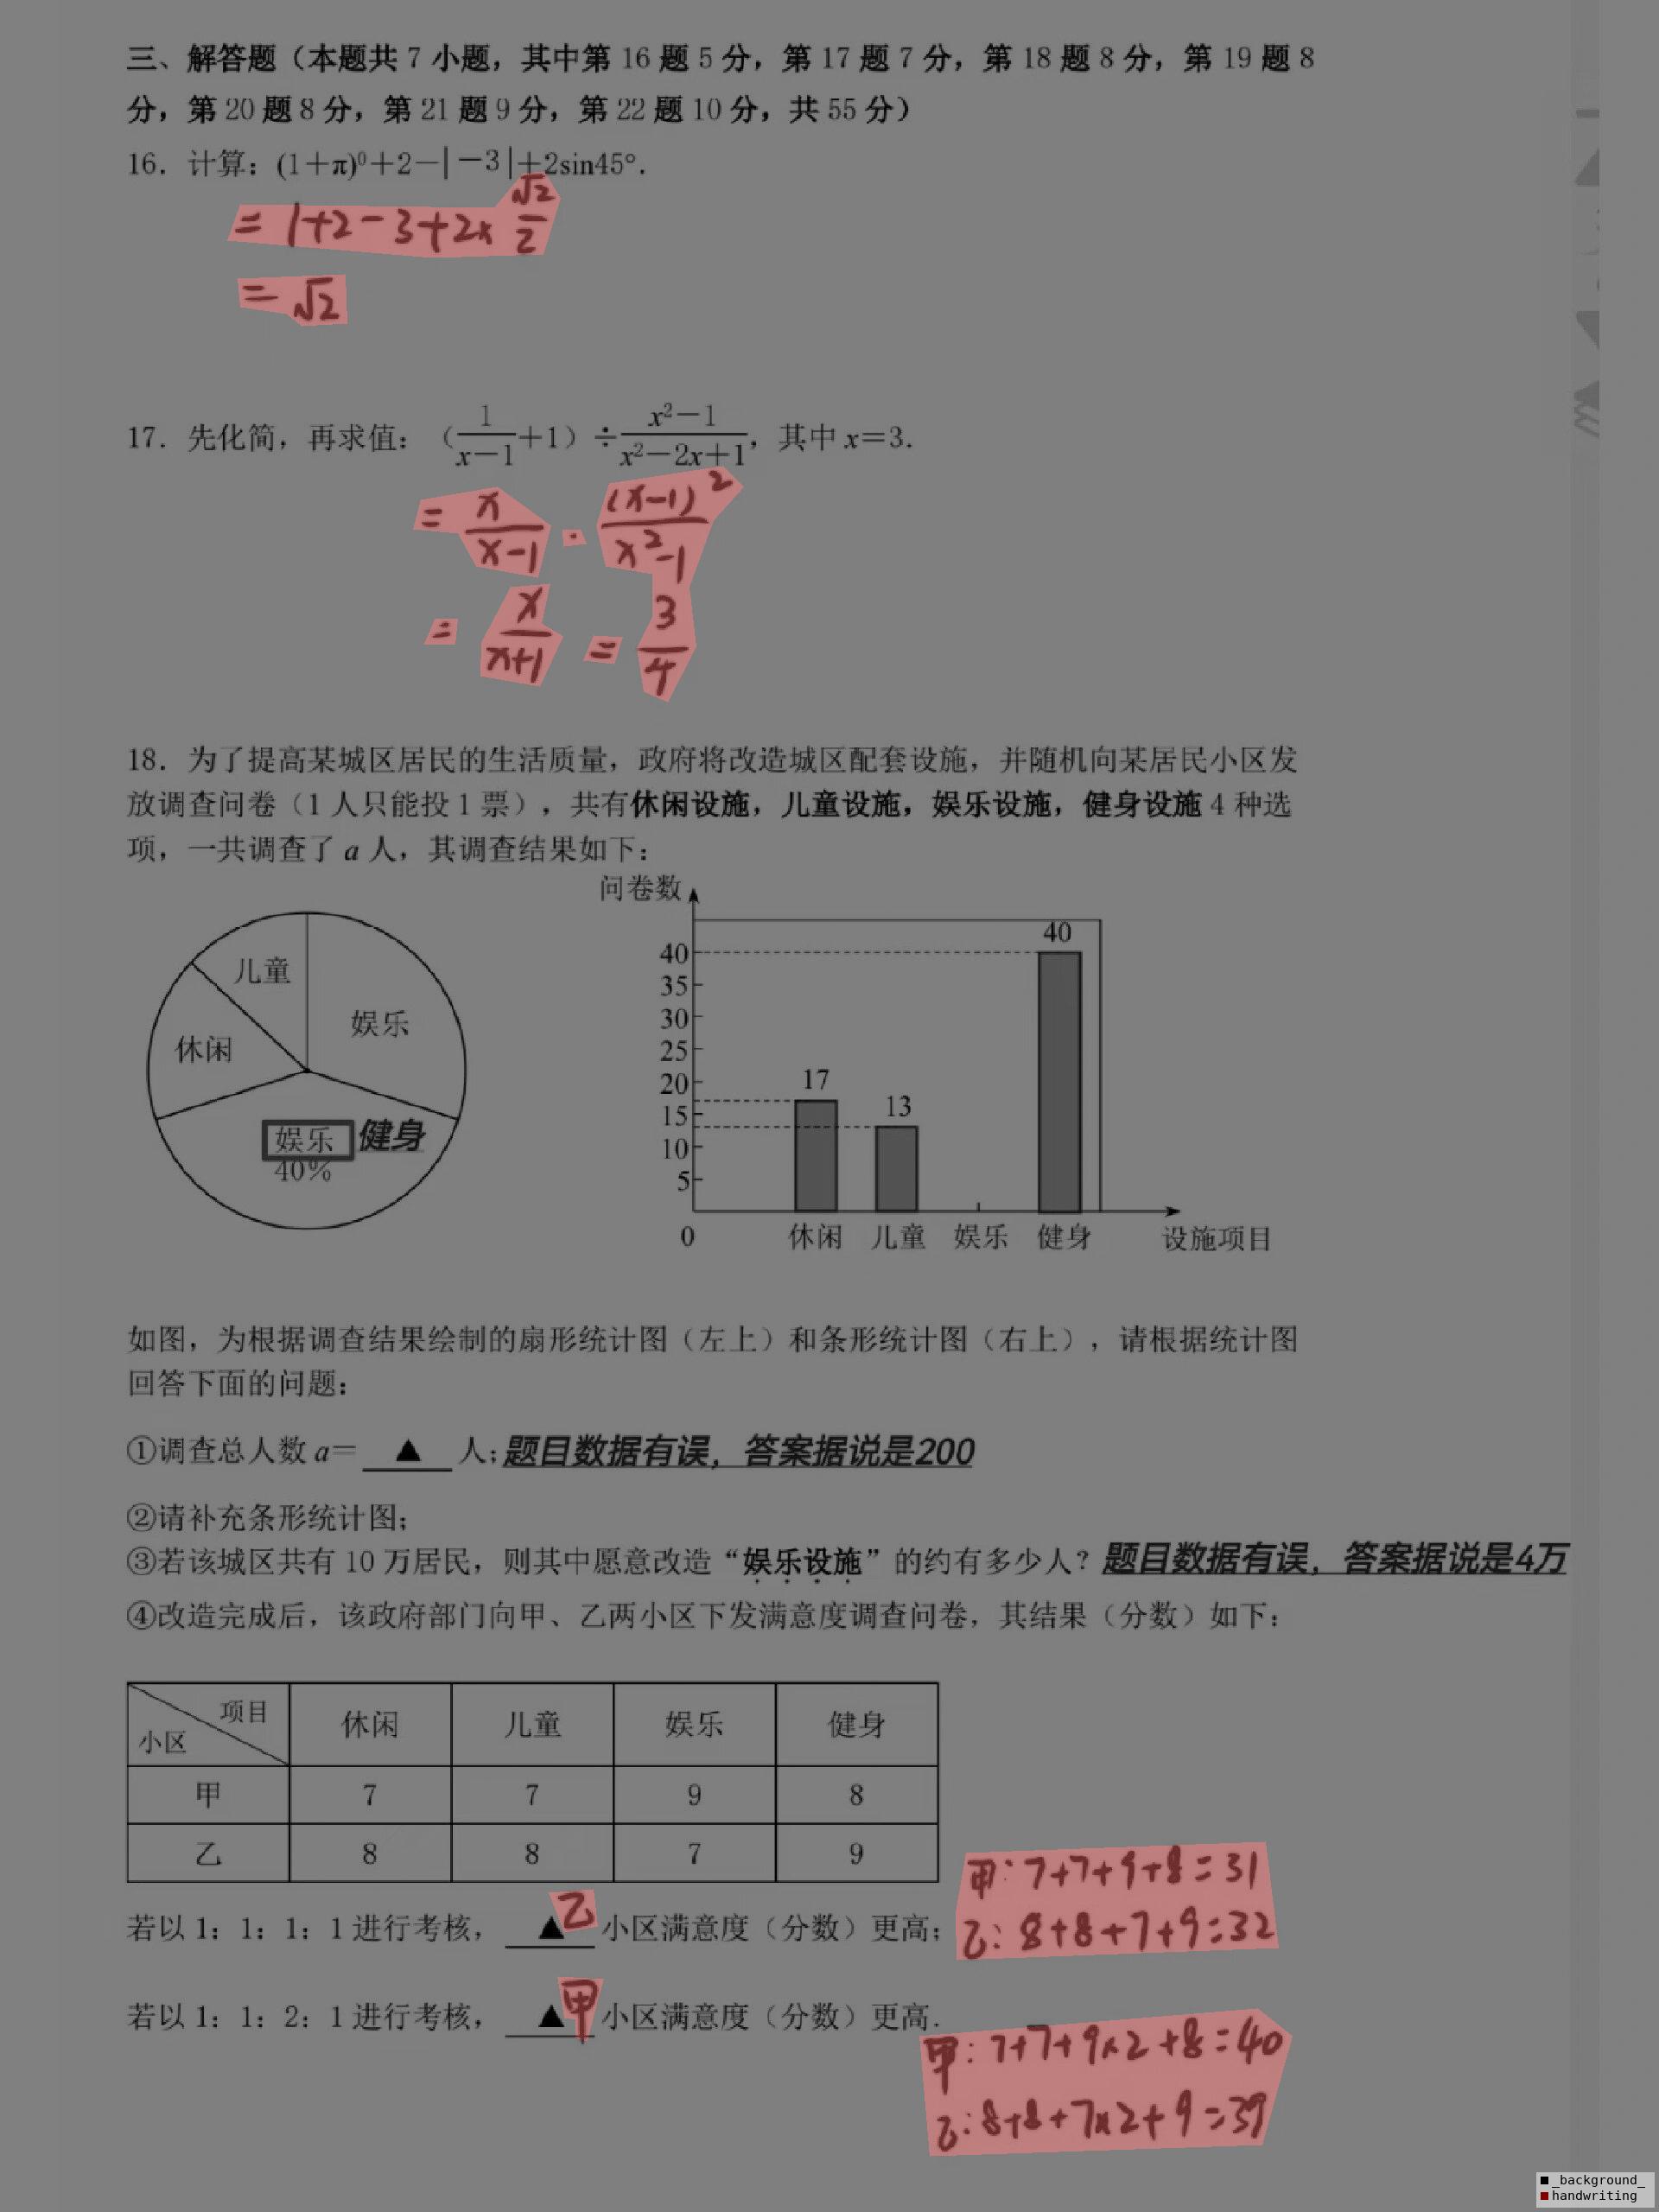 三、解答题（本题共 7 小题，其中第 16 题 5 分，第 17 题 7 分，第 18 题 8 分，第 19 题 8
分，第 20 题 8 分，第 21 题 9 分，第 22 题 10 分，共 55 分）
16．计算：(1＋π)⁰＋2－|－3|＋2sin45°．
= 1+2-3+2×√2/2
= √2
17．先化简，再求值：（1/(x－1)＋1）÷(x²－1)/(x²－2x＋1)，其中 x＝3．
= x/(x-1) · (x-1)²/(x²-1)
= x/(x+1) = 3/4
18．为了提高某城区居民的生活质量，政府将改造城区配套设施，并随机向某居民小区发
放调查问卷（1 人只能投 1 票），共有休闲设施，儿童设施，娱乐设施，健身设施 4 种选
项，一共调查了 a 人，其调查结果如下：
儿童
娱乐
休闲
娱乐 健身
40%
问卷数
40
40
35
30
25
20
17
15
13
10
5
0
休闲 儿童 娱乐 健身 设施项目
如图，为根据调查结果绘制的扇形统计图（左上）和条形统计图（右上），请根据统计图
回答下面的问题：
①调查总人数 a＝ ▲ 人；题目数据有误，答案据说是200
②请补充条形统计图；
③若该城区共有 10 万居民，则其中愿意改造“娱乐设施”的约有多少人？题目数据有误，答案据说是4万
④改造完成后，该政府部门向甲、乙两小区下发满意度调查问卷，其结果（分数）如下：
项目 小区 休闲 儿童 娱乐 健身
甲 7 7 9 8
乙 8 8 7 9
甲：7+7+9+8=31
若以 1：1：1：1 进行考核， ▲乙 小区满意度（分数）更高；
乙：8+8+7+9=32
若以 1：1：2：1 进行考核， ▲甲 小区满意度（分数）更高．
甲：7+7+9×2+8=40
乙：8+8+7×2+9=39
_background_
handwriting